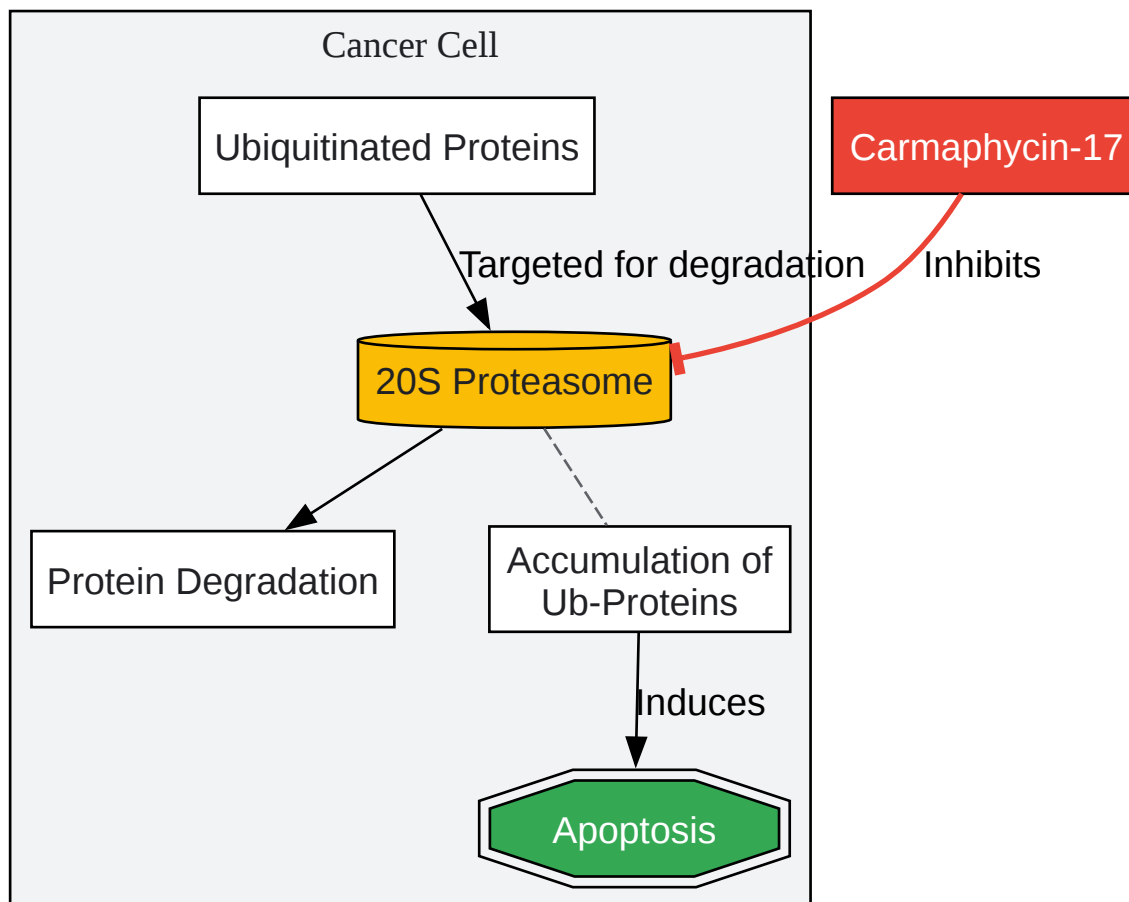 Cancer Cell
Ubiquitinated Proteins
Carmaphycin-17
Targeted for degradation
Inhibits
20S Proteasome
Protein Degradation
Accumulation of
Ub-Proteins
Induces
Apoptosis